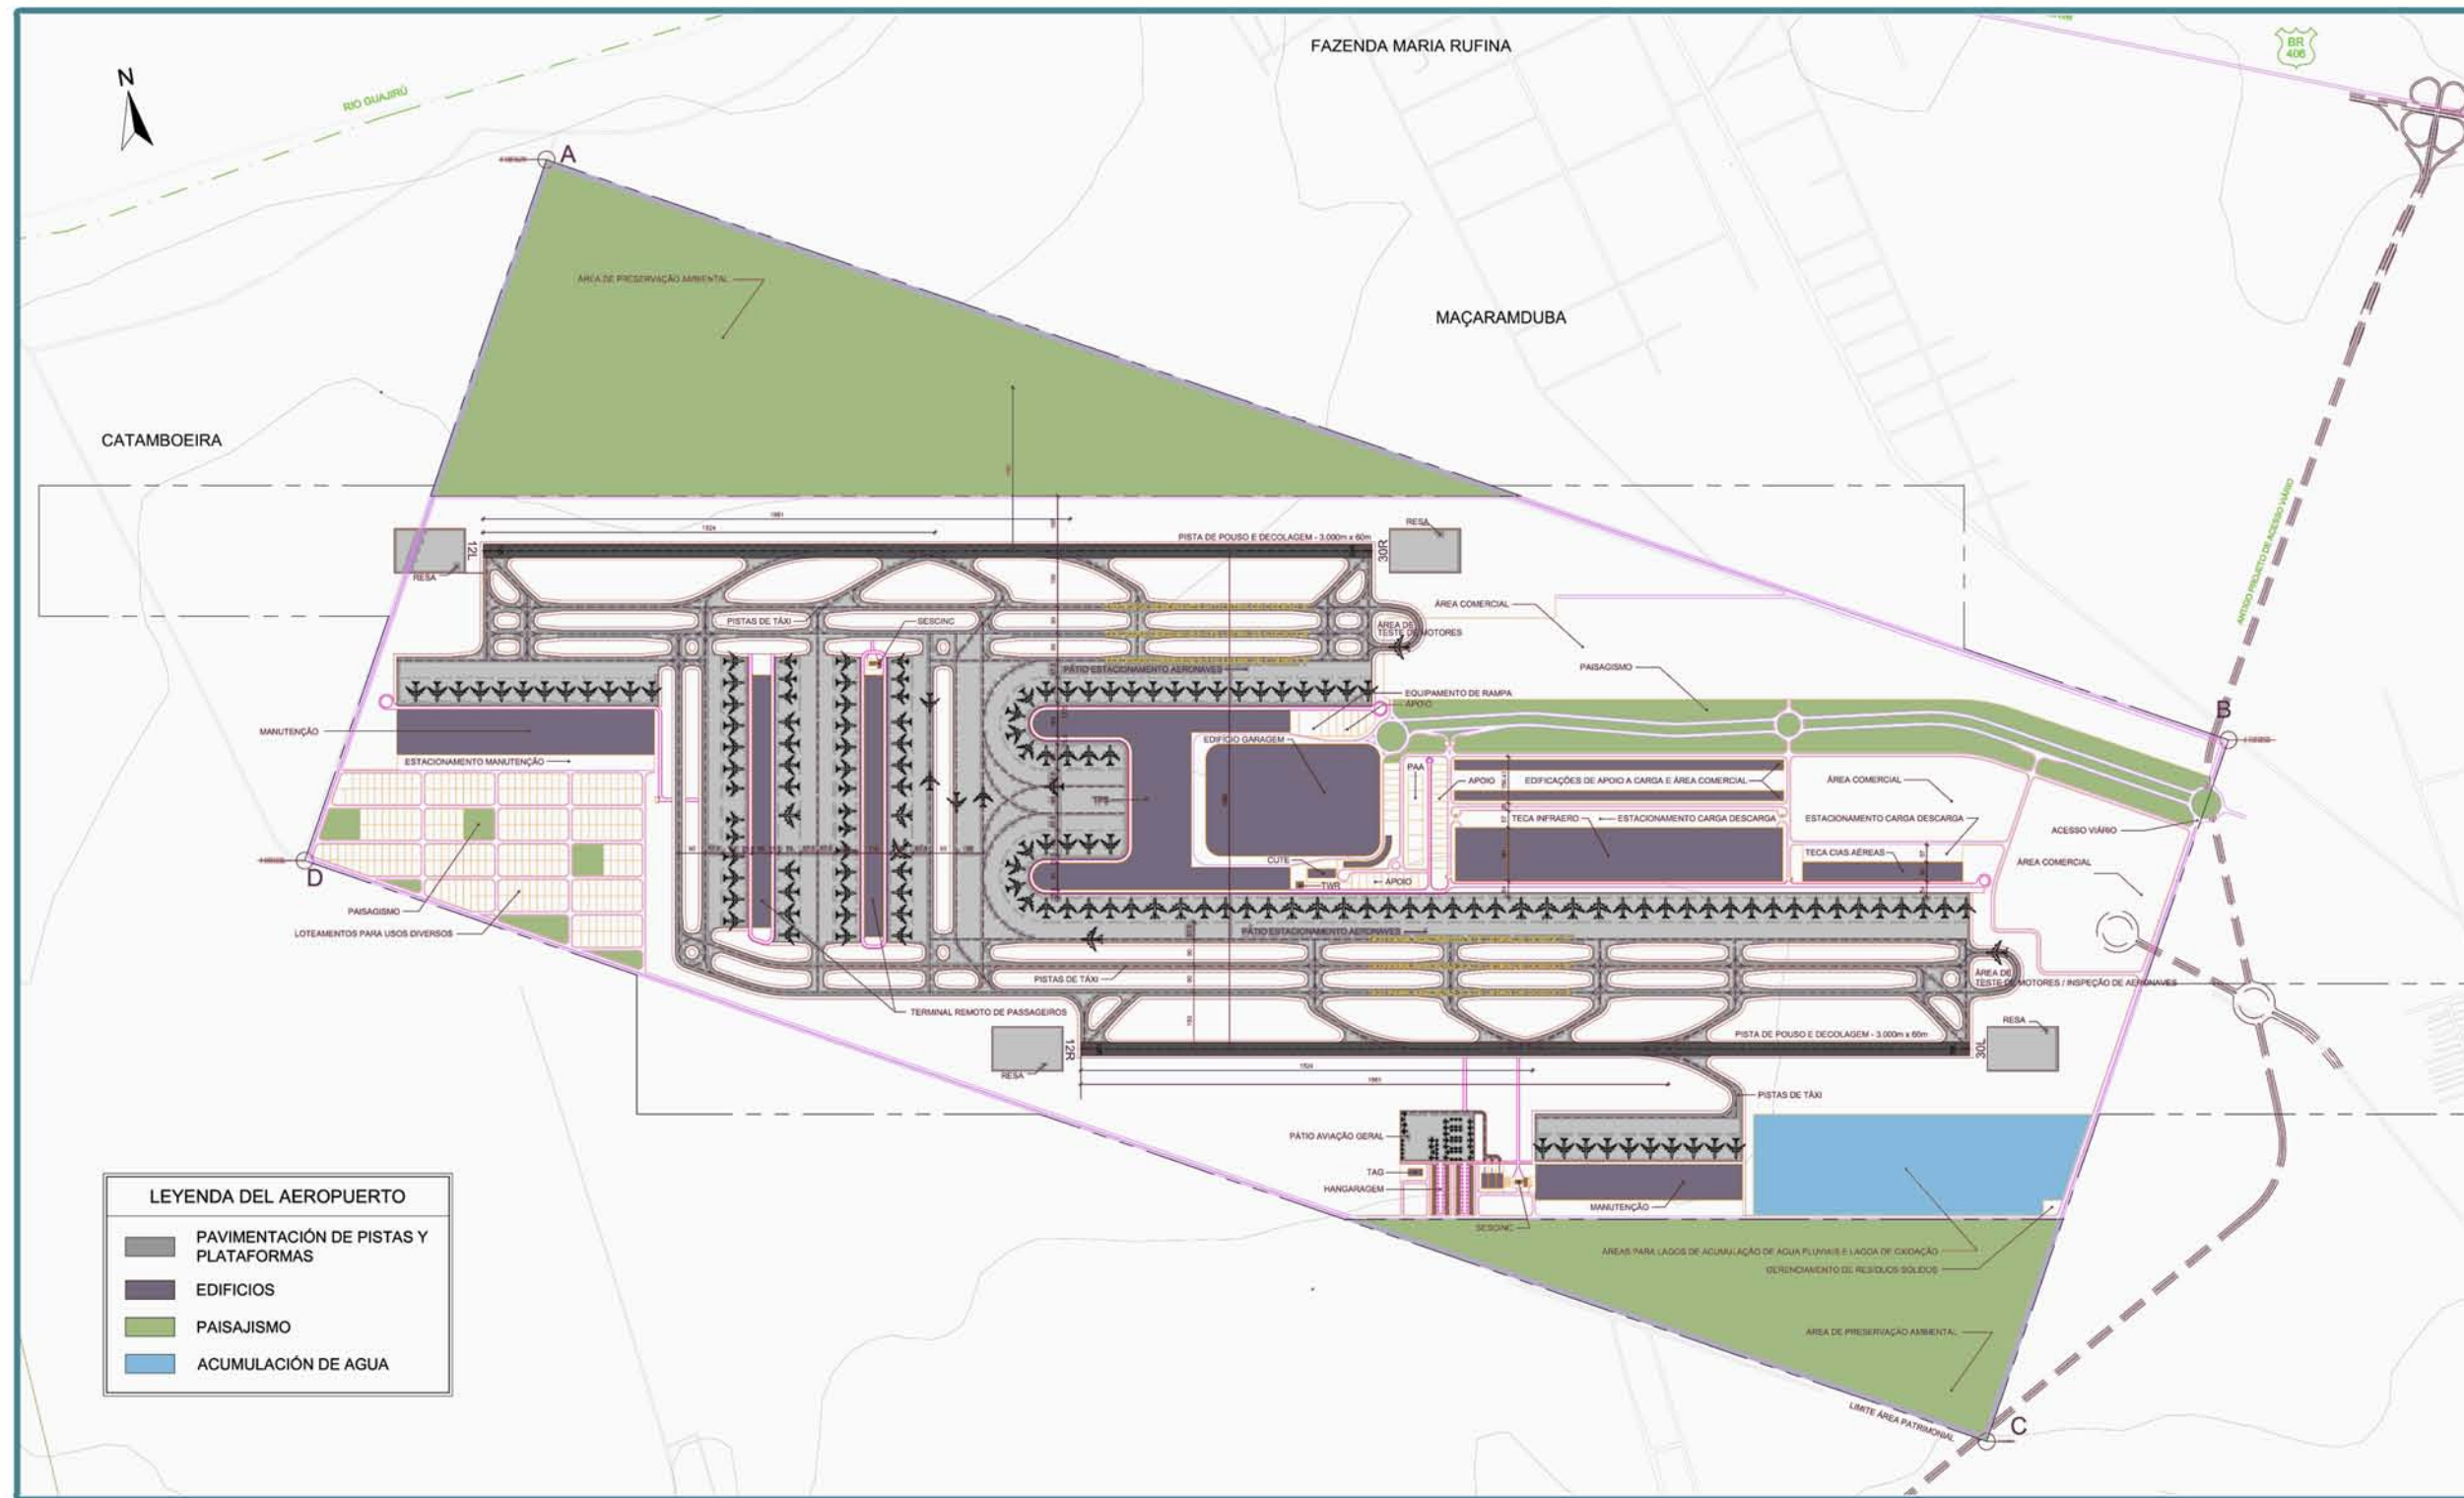 FAZENDA MARIA RUFINA
BR
406
N
RIO GUAJIRÚ
A
ÁREA DE PRESERVAÇÃO AMBIENTAL
MAÇARAMDUBA
CATAMBOEIRA
ANTIGO PROJETO DE ACESSO VIÁRIO
1981
1524
RESA
PISTA DE POUSO E DECOLAGEM - 3.000m x 60m
12L
30R
RESA
ÁREA COMERCIAL
PISTAS DE TÁXI
SESCINC
ÁREA DE
TESTE DE MOTORES
PÁTIO ESTACIONAMENTO AERONAVES
PAISAGISMO
EQUIPAMENTO DE RAMPA
APOIO
B
MANUTENÇÃO
EDIFÍCIO GARAGEM
ESTACIONAMENTO MANUTENÇÃO
PAA
APOIO
EDIFICAÇÕES DE APOIO A CARGA E ÁREA COMERCIAL
ÁREA COMERCIAL
TPS
TECA INFRAERO
ESTACIONAMENTO CARGA DESCARGA
ESTACIONAMENTO CARGA DESCARGA
ACESSO VIÁRIO
TECA CIAS AÉREAS
ÁREA COMERCIAL
CUTE
D
TWR
APOIO
PAISAGISMO
LOTEAMENTOS PARA USOS DIVERSOS
PÁTIO ESTACIONAMENTO AERONAVES
PISTAS DE TÁXI
ÁREA DE
TESTE DE MOTORES / INSPEÇÃO DE AERONAVES
TERMINAL REMOTO DE PASSAGEIROS
RESA
PISTA DE POUSO E DECOLAGEM - 3.000m x 60m
12R
30L
RESA
1524
1981
PISTAS DE TÁXI
PÁTIO AVIAÇÃO GERAL
TAG
HANGARAGEM
MANUTENÇÃO
SESCINC
ÁREAS PARA LAGOS DE ACUMULAÇÃO DE AGUA PLUVIAIS E LAGOA DE OXIDAÇÃO
GERENCIAMENTO DE RESÍDUOS SÓLIDOS
ÁREA DE PRESERVAÇÃO AMBIENTAL
LIMITE ÁREA PATRIMONIAL
C
LEYENDA DEL AEROPUERTO
PAVIMENTACIÓN DE PISTAS Y
PLATAFORMAS
EDIFICIOS
PAISAJISMO
ACUMULACIÓN DE AGUA